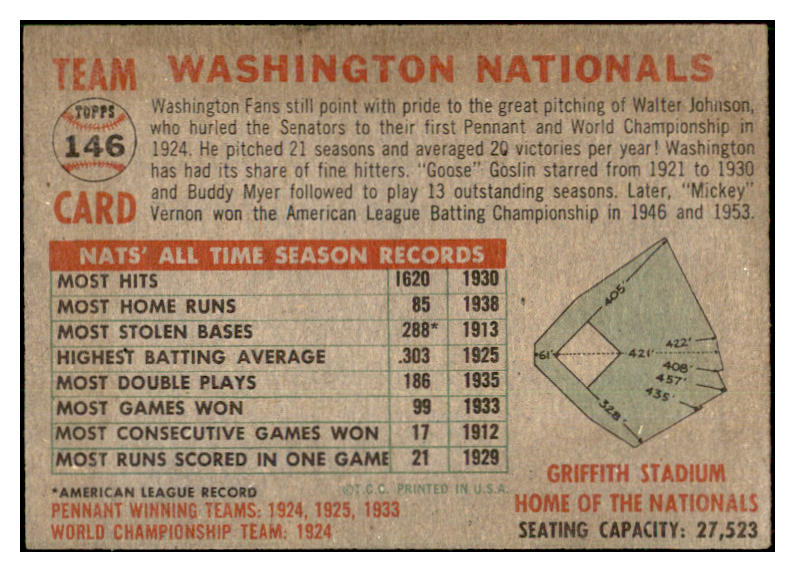 TEAM WASHINGTON NATIONALS
TOPPS
146
CARD
Washington Fans still point with pride to the great pitching of Walter Johnson,
who hurled the Senators to their first Pennant and World Championship in
1924. He pitched 21 seasons and averaged 20 victories per year! Washington
has had its share of fine hitters. "Goose" Goslin starred from 1921 to 1930
and Buddy Myer followed to play 13 outstanding seasons. Later, "Mickey"
Vernon won the American League Batting Championship in 1946 and 1953.
NATS' ALL TIME SEASON RECORDS
MOST HITS 1620 1930
MOST HOME RUNS 85 1938
MOST STOLEN BASES 288* 1913
HIGHEST BATTING AVERAGE .303 1925
MOST DOUBLE PLAYS 186 1935
MOST GAMES WON 99 1933
MOST CONSECUTIVE GAMES WON 17 1912
MOST RUNS SCORED IN ONE GAME 21 1929
*AMERICAN LEAGUE RECORD
©T.C.G. PRINTED IN U.S.A.
PENNANT WINNING TEAMS: 1924, 1925, 1933
WORLD CHAMPIONSHIP TEAM: 1924
405'
422'
61'
421'
408'
457'
435'
328'
GRIFFITH STADIUM
HOME OF THE NATIONALS
SEATING CAPACITY: 27,523